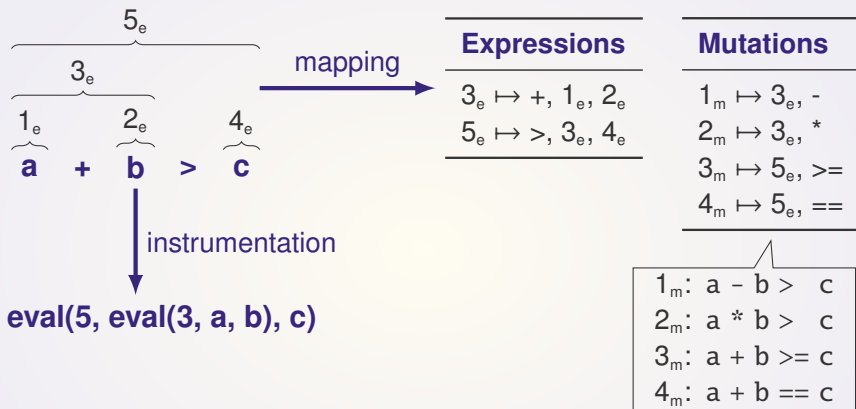 5e
3e
1e 2e 4e
a + b > c
mapping
instrumentation
eval(5, eval(3, a, b), c)
Expressions
3e ↦ +, 1e, 2e
5e ↦ >, 3e, 4e
Mutations
1m ↦ 3e, -
2m ↦ 3e, *
3m ↦ 5e, >=
4m ↦ 5e, ==
1m: a - b > c
2m: a * b > c
3m: a + b >= c
4m: a + b == c